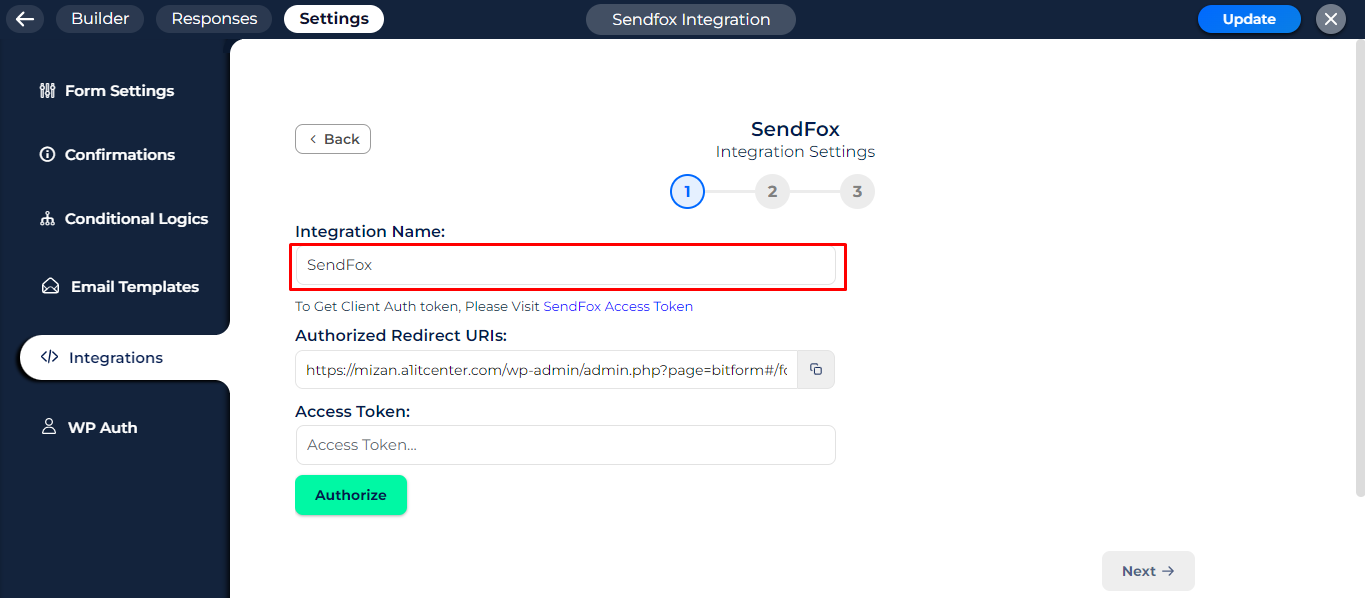 Builder
Responses
Settings
Sendfox Integration
Update
Form Settings
Confirmations
Conditional Logics
Email Templates
Integrations
WP Auth
Back
SendFox
Integration Settings
1
2
3
Integration Name:
SendFox
To Get Client Auth token, Please Visit SendFox Access Token
Authorized Redirect URIs:
https://mizan.a1itcenter.com/wp-admin/admin.php?page=bitform#/fo
Access Token:
Access Token...
Authorize
Next →